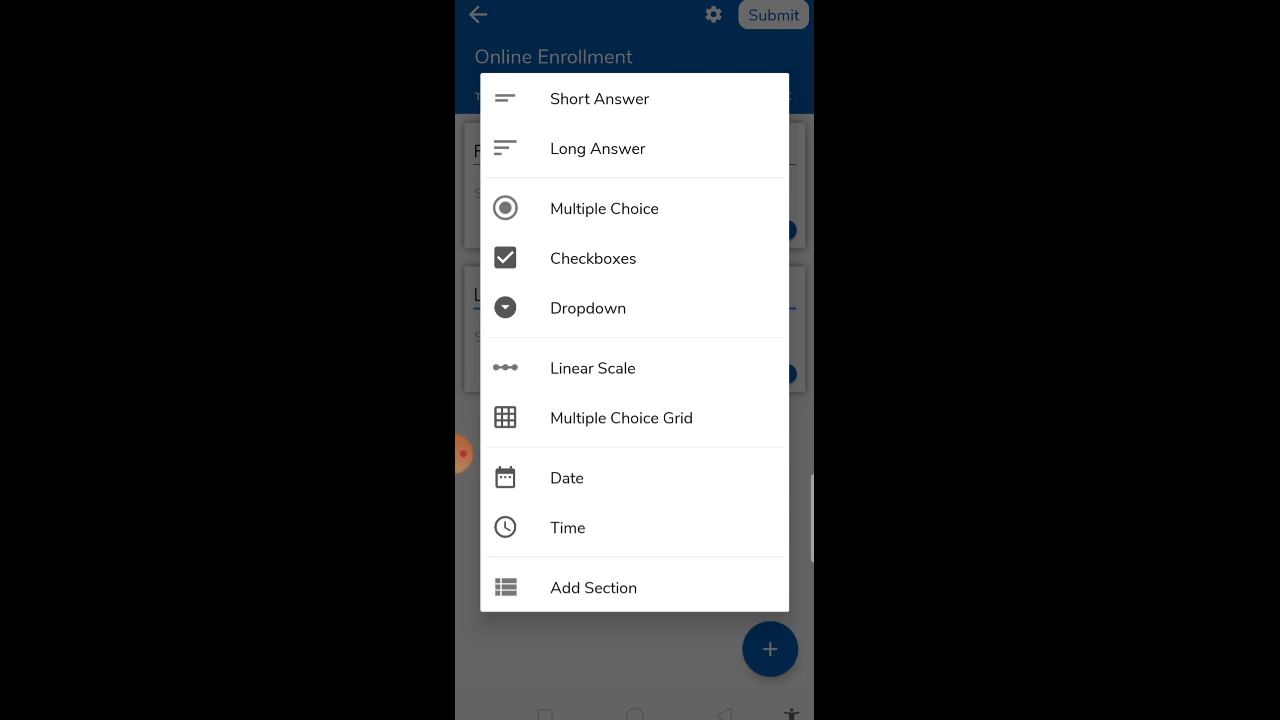 Submit
Online Enrollment
Short Answer
Long Answer
Multiple Choice
Checkboxes
Dropdown
Linear Scale
Multiple Choice Grid
Date
Time
Add Section